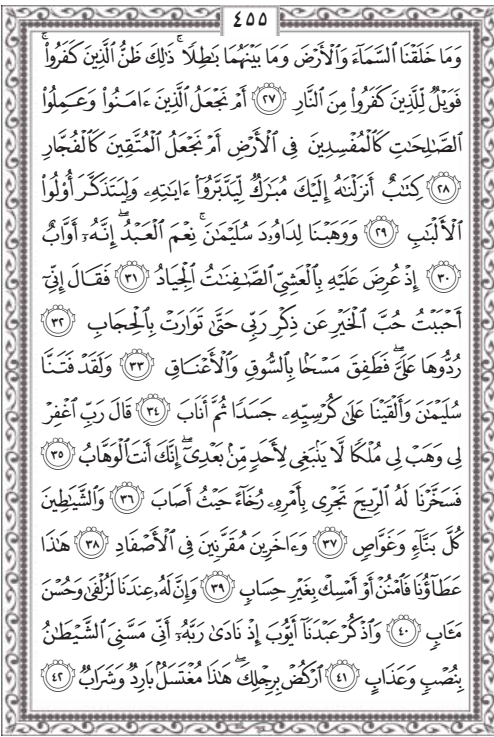 ٤٥٥
وَمَا خَلَقْنَا ٱلسَّمَآءَ وَٱلْأَرْضَ وَمَا بَيْنَهُمَا بَٰطِلًا ۚ ذَٰلِكَ ظَنُّ ٱلَّذِينَ كَفَرُوا۟ ۚ
فَوَيْلٌ لِّلَّذِينَ كَفَرُوا۟ مِنَ ٱلنَّارِ ٢٧ أَمْ نَجْعَلُ ٱلَّذِينَ ءَامَنُوا۟ وَعَمِلُوا۟
ٱلصَّٰلِحَٰتِ كَٱلْمُفْسِدِينَ فِى ٱلْأَرْضِ أَمْ نَجْعَلُ ٱلْمُتَّقِينَ كَٱلْفُجَّارِ
٢٨ كِتَٰبٌ أَنزَلْنَٰهُ إِلَيْكَ مُبَٰرَكٌ لِّيَدَّبَّرُوٓا۟ ءَايَٰتِهِۦ وَلِيَتَذَكَّرَ أُو۟لُوا۟
ٱلْأَلْبَٰبِ ٢٩ وَوَهَبْنَا لِدَاوُۥدَ سُلَيْمَٰنَ ۚ نِعْمَ ٱلْعَبْدُ ۖ إِنَّهُۥٓ أَوَّابٌ
٣٠ إِذْ عُرِضَ عَلَيْهِ بِٱلْعَشِىِّ ٱلصَّٰفِنَٰتُ ٱلْجِيَادُ ٣١ فَقَالَ إِنِّىٓ
أَحْبَبْتُ حُبَّ ٱلْخَيْرِ عَن ذِكْرِ رَبِّى حَتَّىٰ تَوَارَتْ بِٱلْحِجَابِ ٣٢
رُدُّوهَا عَلَىَّ ۖ فَطَفِقَ مَسْحًۢا بِٱلسُّوقِ وَٱلْأَعْنَاقِ ٣٣ وَلَقَدْ فَتَنَّا
سُلَيْمَٰنَ وَأَلْقَيْنَا عَلَىٰ كُرْسِيِّهِۦ جَسَدًا ثُمَّ أَنَابَ ٣٤ قَالَ رَبِّ ٱغْفِرْ
لِى وَهَبْ لِى مُلْكًا لَّا يَنۢبَغِى لِأَحَدٍ مِّنۢ بَعْدِىٓ ۖ إِنَّكَ أَنتَ ٱلْوَهَّابُ ٣٥
فَسَخَّرْنَا لَهُ ٱلرِّيحَ تَجْرِى بِأَمْرِهِۦ رُخَآءً حَيْثُ أَصَابَ ٣٦ وَٱلشَّيَٰطِينَ
كُلَّ بَنَّآءٍ وَغَوَّاصٍ ٣٧ وَءَاخَرِينَ مُقَرَّنِينَ فِى ٱلْأَصْفَادِ ٣٨ هَٰذَا
عَطَآؤُنَا فَٱمْنُنْ أَوْ أَمْسِكْ بِغَيْرِ حِسَابٍ ٣٩ وَإِنَّ لَهُۥ عِندَنَا لَزُلْفَىٰ وَحُسْنَ
مَـَٔابٍ ٤٠ وَٱذْكُرْ عَبْدَنَآ أَيُّوبَ إِذْ نَادَىٰ رَبَّهُۥٓ أَنِّى مَسَّنِىَ ٱلشَّيْطَٰنُ
بِنُصْبٍ وَعَذَابٍ ٤١ ٱرْكُضْ بِرِجْلِكَ ۖ هَٰذَا مُغْتَسَلٌۢ بَارِدٌ وَشَرَابٌ ٤٢